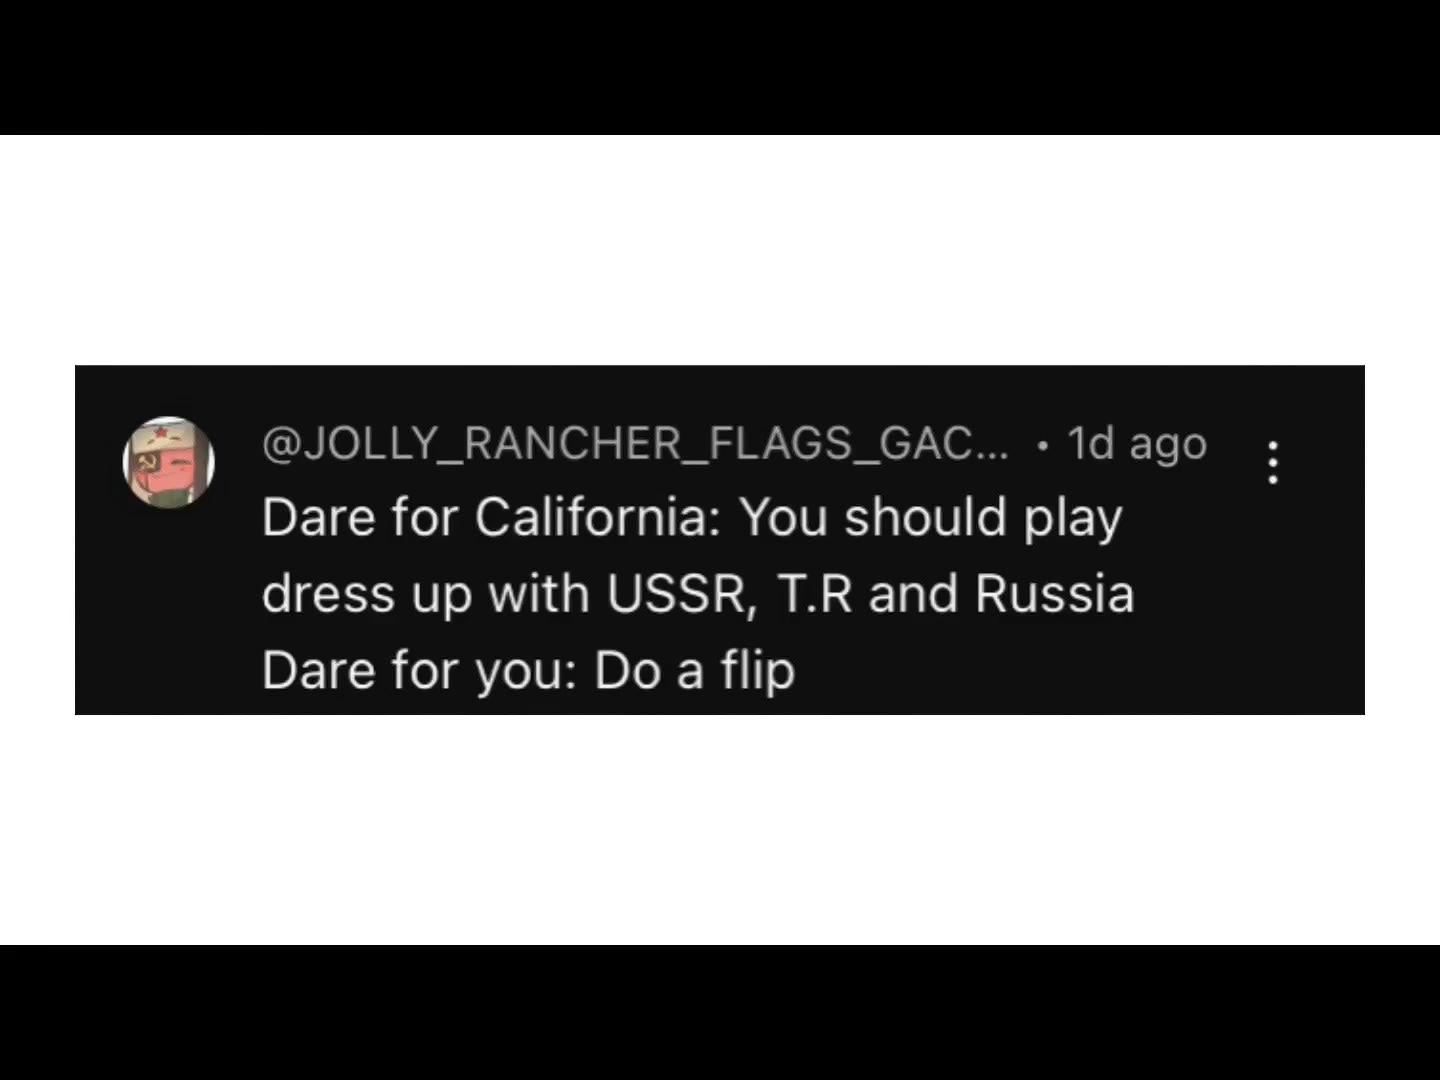 @JOLLY_RANCHER_FLAGS_GAC... • 1d ago
Dare for California: You should play
dress up with USSR, T.R and Russia
Dare for you: Do a flip